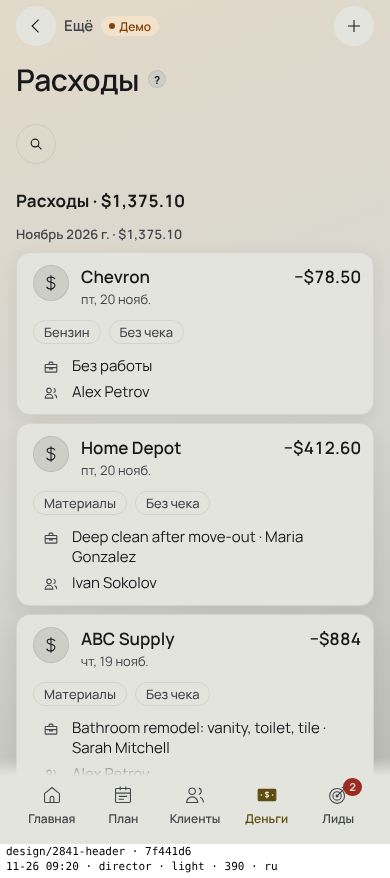 Ещё
Демо
Расходы
?
Расходы · $1,375.10
Ноябрь 2026 г. · $1,375.10
$
Chevron
−$78.50
пт, 20 нояб.
Бензин
Без чека
Без работы
Alex Petrov
$
Home Depot
−$412.60
пт, 20 нояб.
Материалы
Без чека
Deep clean after move-out · Maria
Gonzalez
Ivan Sokolov
$
ABC Supply
−$884
чт, 19 нояб.
Материалы
Без чека
Bathroom remodel: vanity, toilet, tile ·
Sarah Mitchell
Alex Petrov
2
Главная
План
Клиенты
Деньги
Лиды
design/2841-header · 7f441d6
11-26 09:20 · director · light · 390 · ru